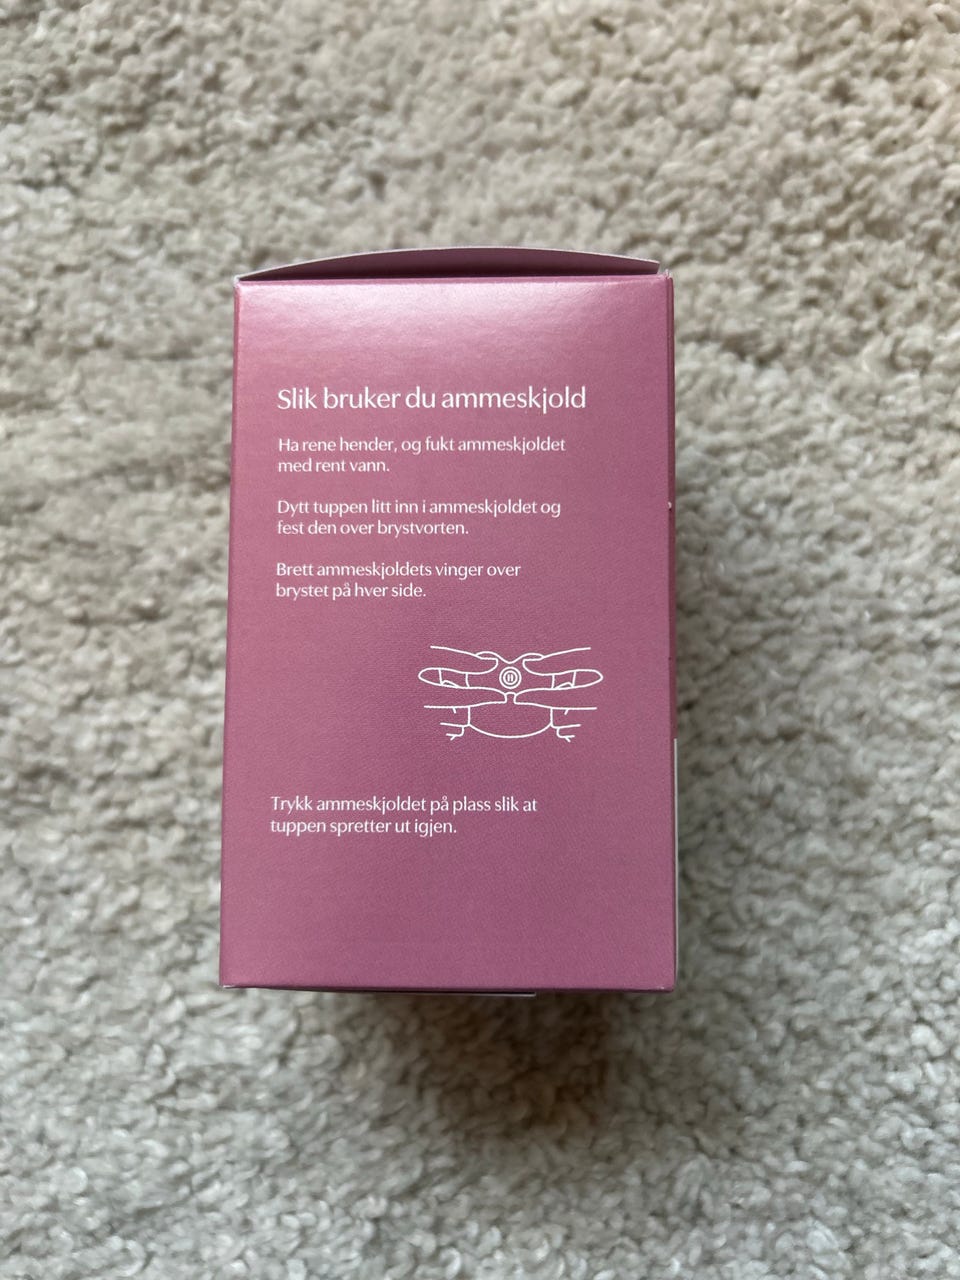 Slik bruker du ammeskjold
Ha rene hender, og fukt ammeskjoldet
med rent vann.
Dytt tuppen litt inn i ammeskjoldet og
fest den over brystvorten.
Brett ammeskjoldets vinger over
brystet på hver side.
Trykk ammeskjoldet på plass slik at
tuppen spretter ut igjen.